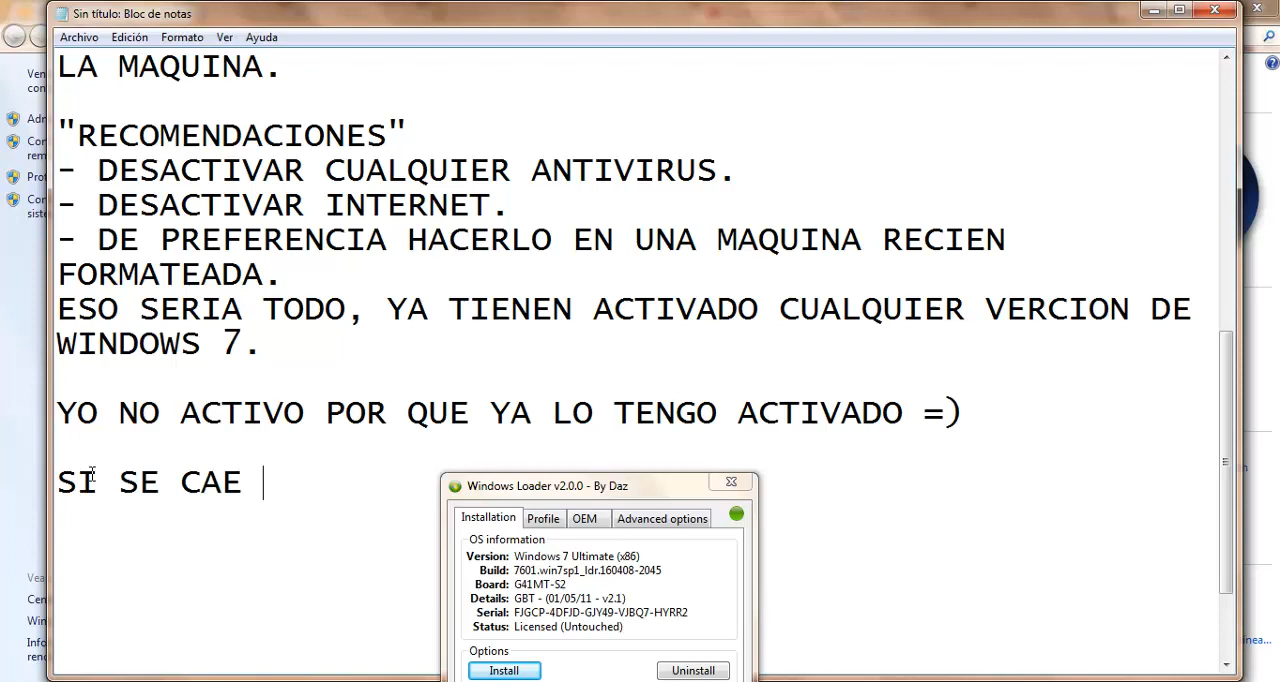 Sin título: Bloc de notas
Archivo Edición Formato Ver Ayuda
LA MAQUINA.
"RECOMENDACIONES"
- DESACTIVAR CUALQUIER ANTIVIRUS.
- DESACTIVAR INTERNET.
- DE PREFERENCIA HACERLO EN UNA MAQUINA RECIEN
FORMATEADA.
ESO SERIA TODO, YA TIENEN ACTIVADO CUALQUIER VERCION DE
WINDOWS 7.
YO NO ACTIVO POR QUE YA LO TENGO ACTIVADO =)
SI SE CAE
Windows Loader v2.0.0 - By Daz
Installation Profile OEM Advanced options
OS information
Version: Windows 7 Ultimate (x86)
Build: 7601.win7sp1_ldr.160408-2045
Board: G41MT-S2
Details: GBT - (01/05/11 - v2.1)
Serial: FJGCP-4DFJD-GJY49-VJBQ7-HYRR2
Status: Licensed (Untouched)
Options
Install Uninstall